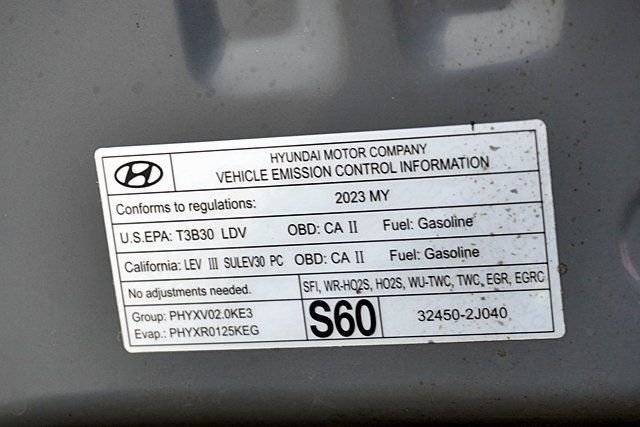 HYUNDAI MOTOR COMPANY
VEHICLE EMISSION CONTROL INFORMATION
Conforms to regulations: 2023 MY
U.S.EPA: T3B30 LDV OBD: CA II Fuel: Gasoline
California: LEV III SULEV30 PC OBD: CA II Fuel: Gasoline
No adjustments needed.
SFI, WR-HO2S, HO2S, WU-TWC, TWC, EGR, EGRC
Group: PHYXV02.0KE3
Evap.: PHYXR0125KEG
S60
32450-2J040